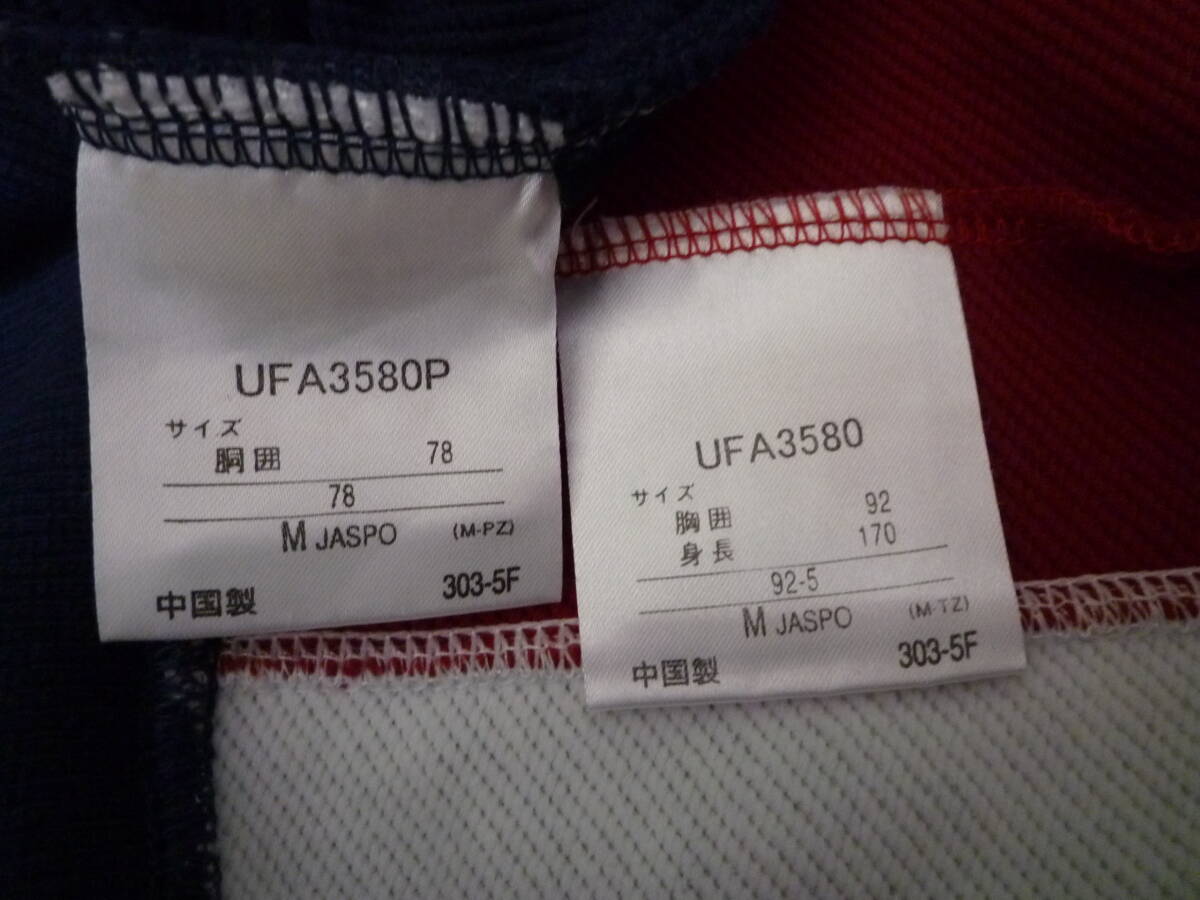 UFA3580P
サイズ
胴囲 78
78
M JASPO (M-PZ)
中国製 303-5F
UFA3580
サイズ
胸囲 92
身長 170
92-5
M JASPO (M-TZ)
中国製 303-5F